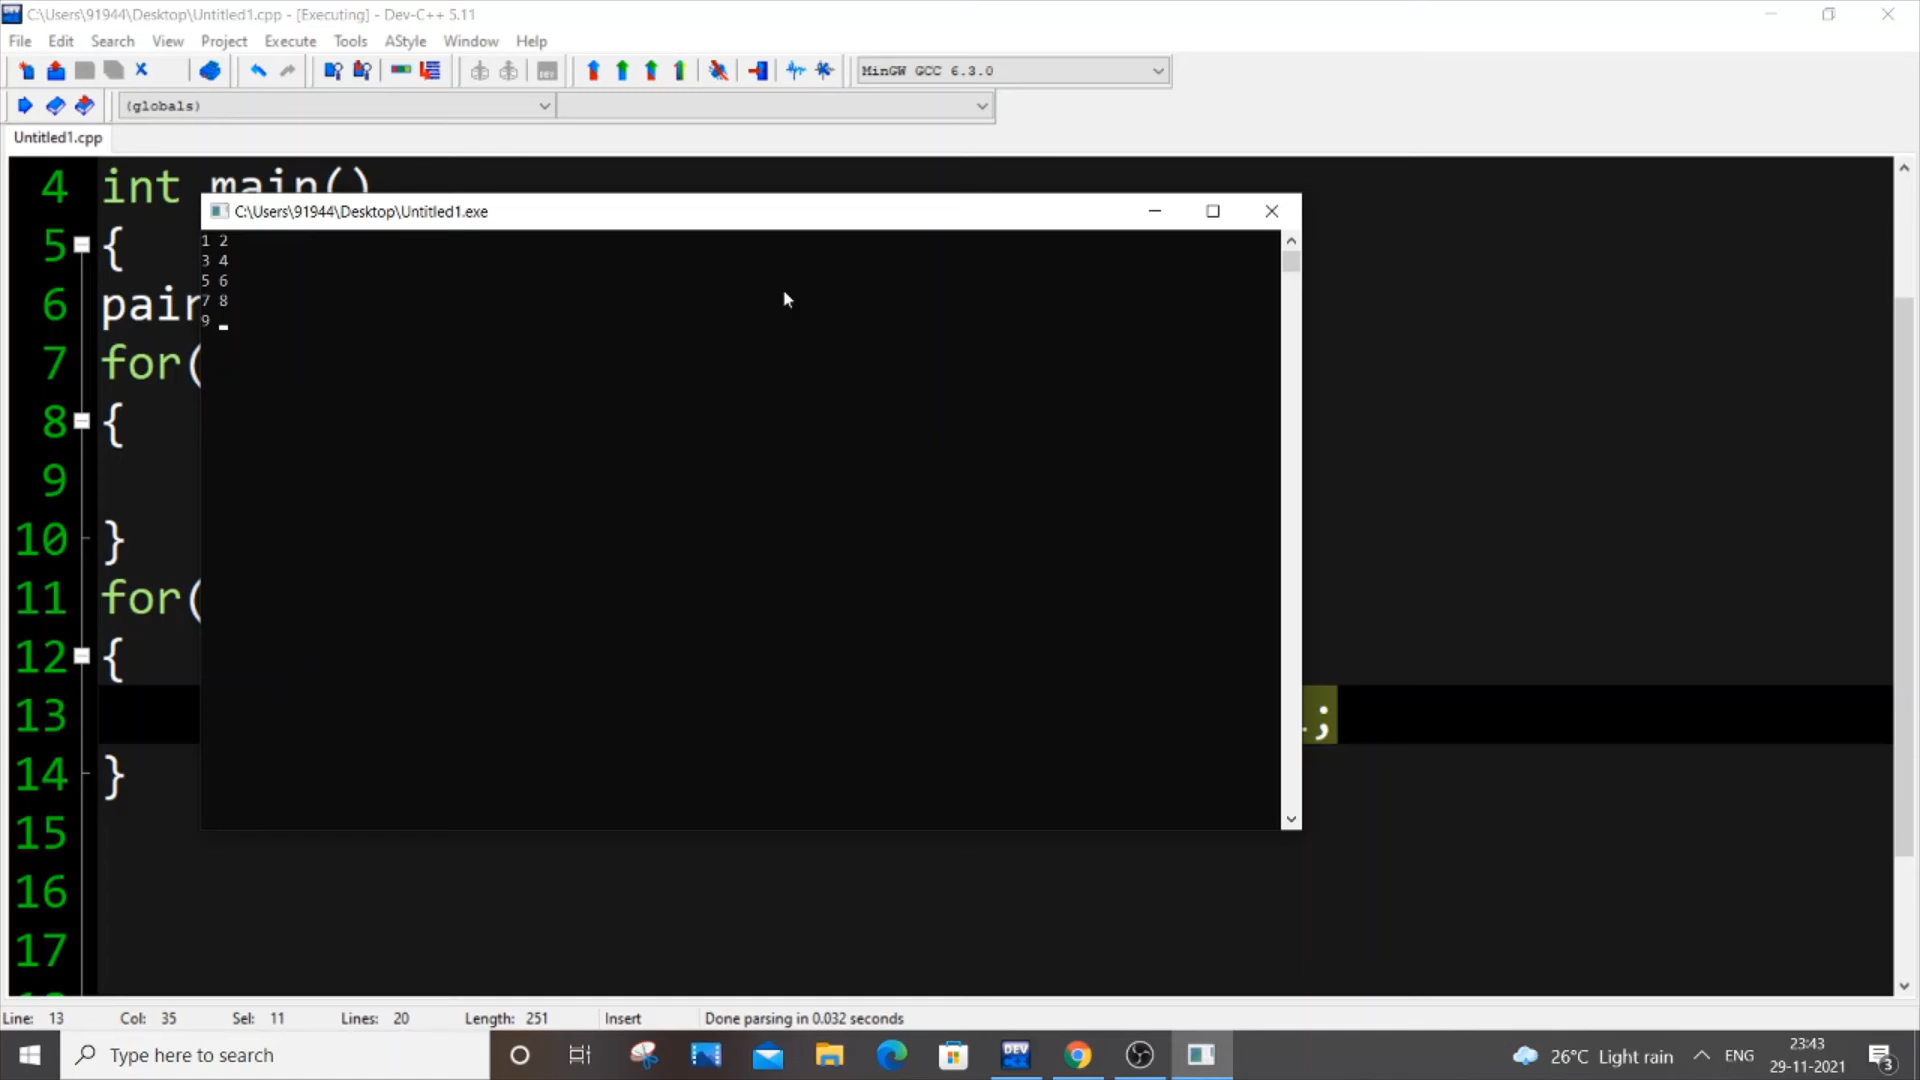 C:\Users\91944\Desktop\Untitled1.cpp - [Executing] - Dev-C++ 5.11
File Edit Search View Project Execute Tools AStyle Window Help
MinGW GCC 6.3.0
(globals)
Untitled1.cpp
4 int main()
C:\Users\91944\Desktop\Untitled1.exe
1 2
3 4
5 6
7 8
9
5 {
6 pair
7 for(
8 {
9
10 }
11 for(
12 {
13 ;
14 }
15
16
17
Line: 13 Col: 35 Sel: 11 Lines: 20 Length: 251 Insert Done parsing in 0.032 seconds
Type here to search
DEV
26°C Light rain
ENG
23:43
29-11-2021
3